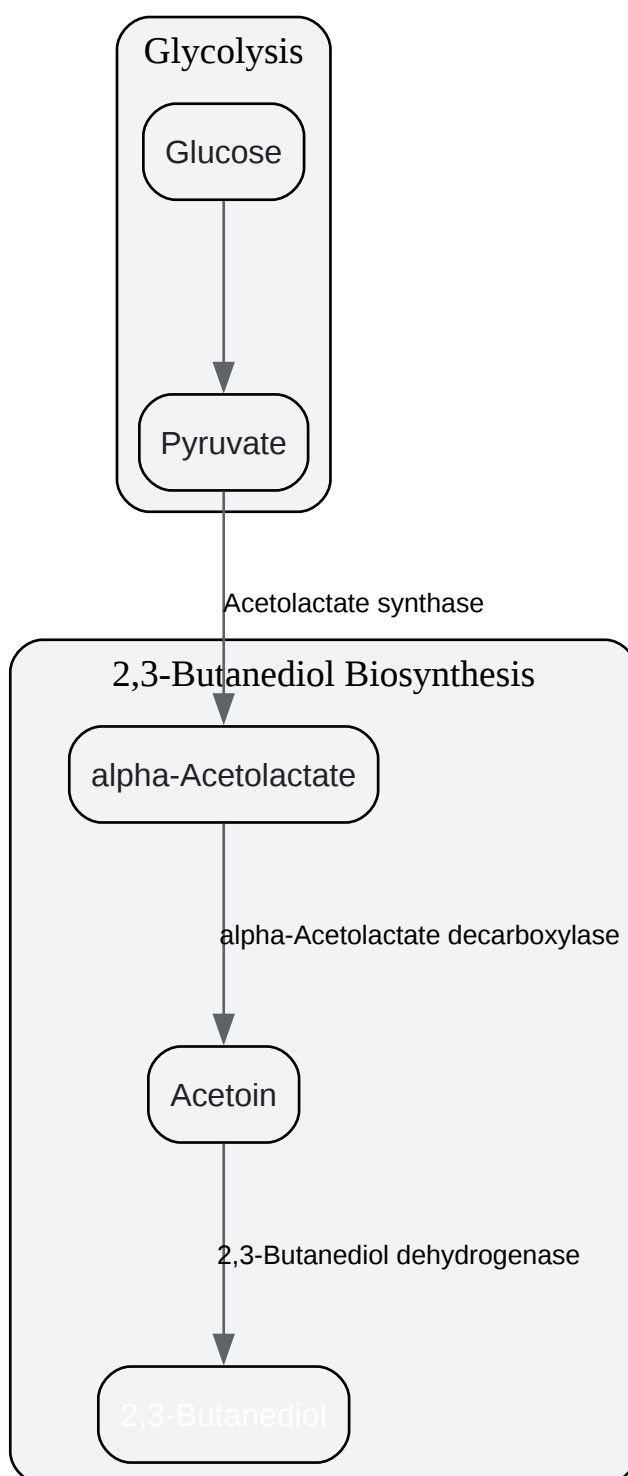 Glycolysis
Glucose
Pyruvate
Acetolactate synthase
2,3-Butanediol Biosynthesis
alpha-Acetolactate
alpha-Acetolactate decarboxylase
Acetoin
2,3-Butanediol dehydrogenase
2,3-Butanediol